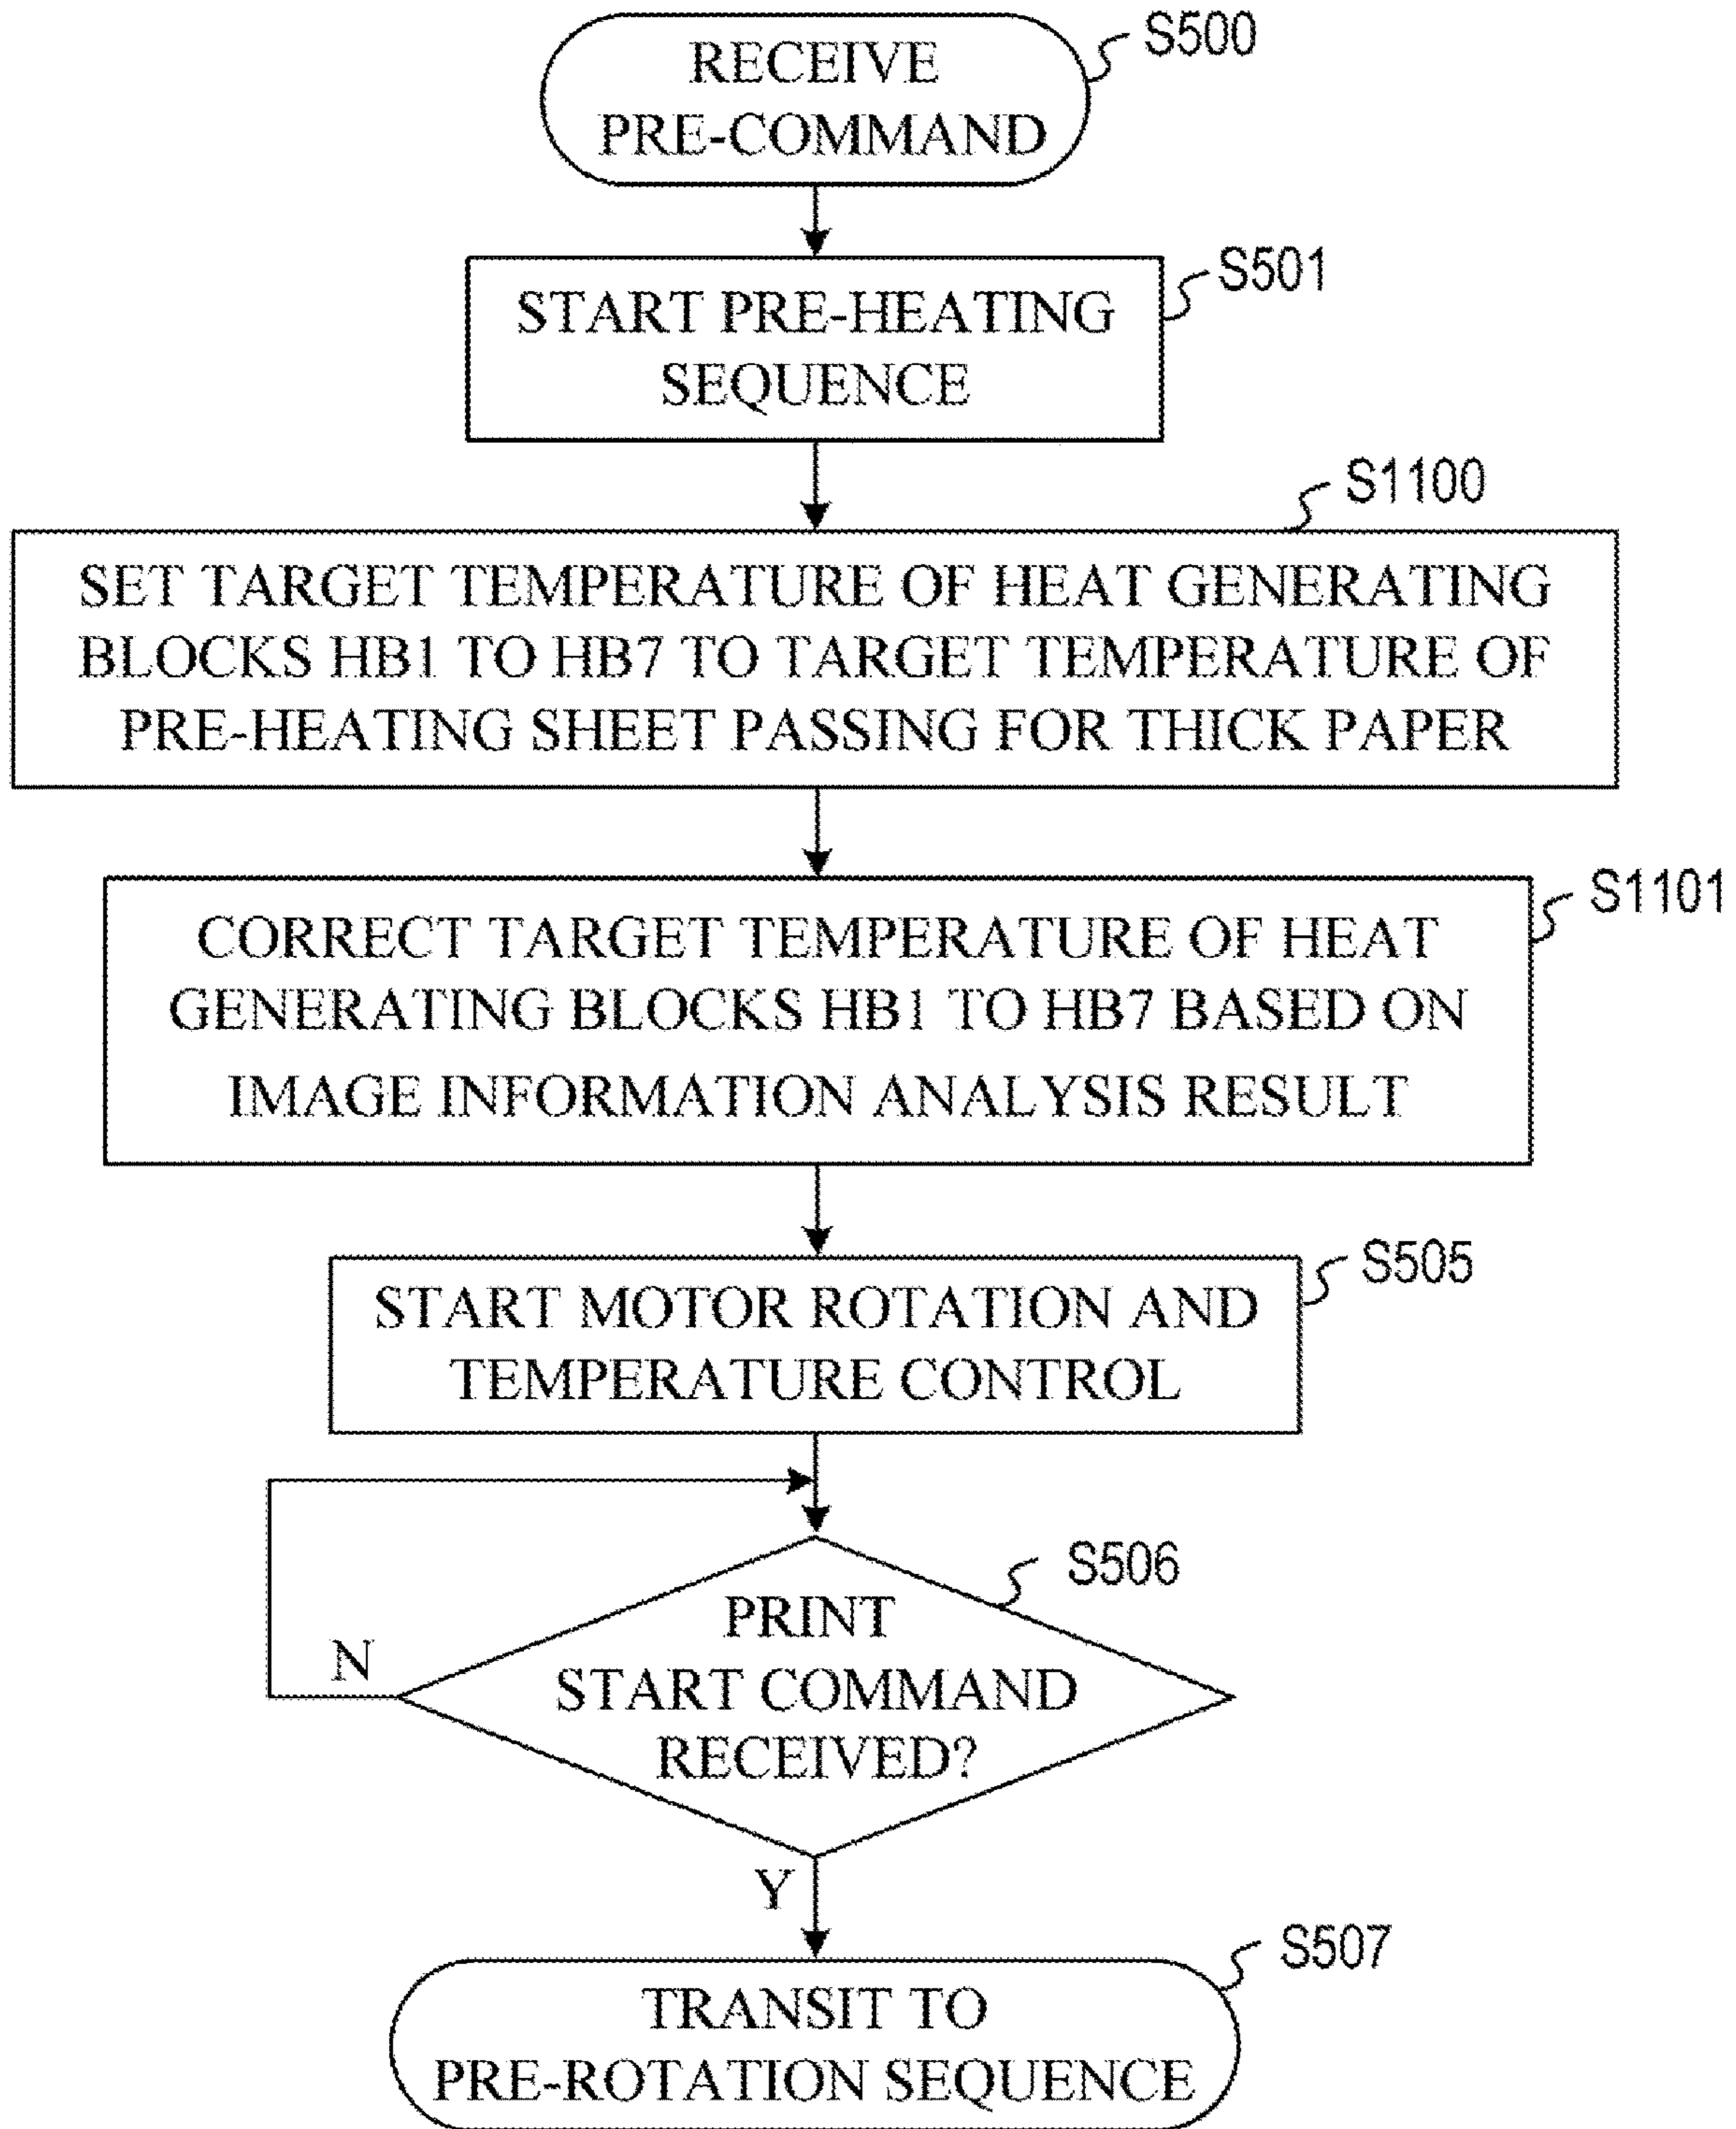 S500
RECEIVE
PRE-COMMAND
S501
START PRE-HEATING
SEQUENCE
S1100
SET TARGET TEMPERATURE OF HEAT GENERATING
BLOCKS HB1 TO HB7 TO TARGET TEMPERATURE OF
PRE-HEATING SHEET PASSING FOR THICK PAPER
S1101
CORRECT TARGET TEMPERATURE OF HEAT
GENERATING BLOCKS HB1 TO HB7 BASED ON
IMAGE INFORMATION ANALYSIS RESULT
S505
START MOTOR ROTATION AND
TEMPERATURE CONTROL
S506
PRINT
START COMMAND
RECEIVED?
N
Y
S507
TRANSIT TO
PRE-ROTATION SEQUENCE